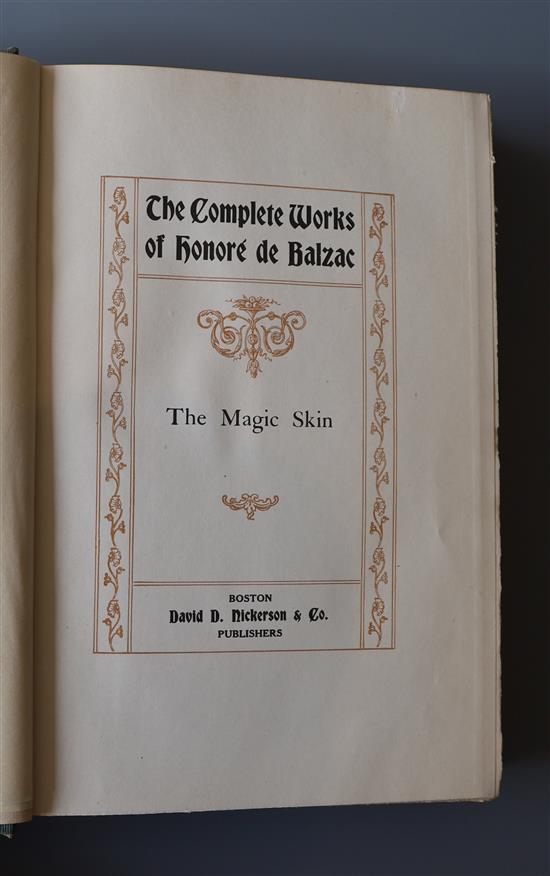 The Complete Works
of Honoré de Balzac
The Magic Skin
BOSTON
David D. Nickerson & Co.
PUBLISHERS